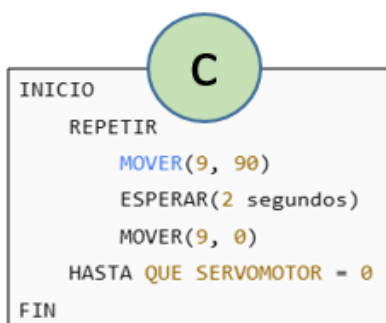 C
INICIO
REPETIR
MOVER(9, 90)
ESPERAR(2 segundos)
MOVER(9, 0)
HASTA QUE SERVOMOTOR = 0
FIN